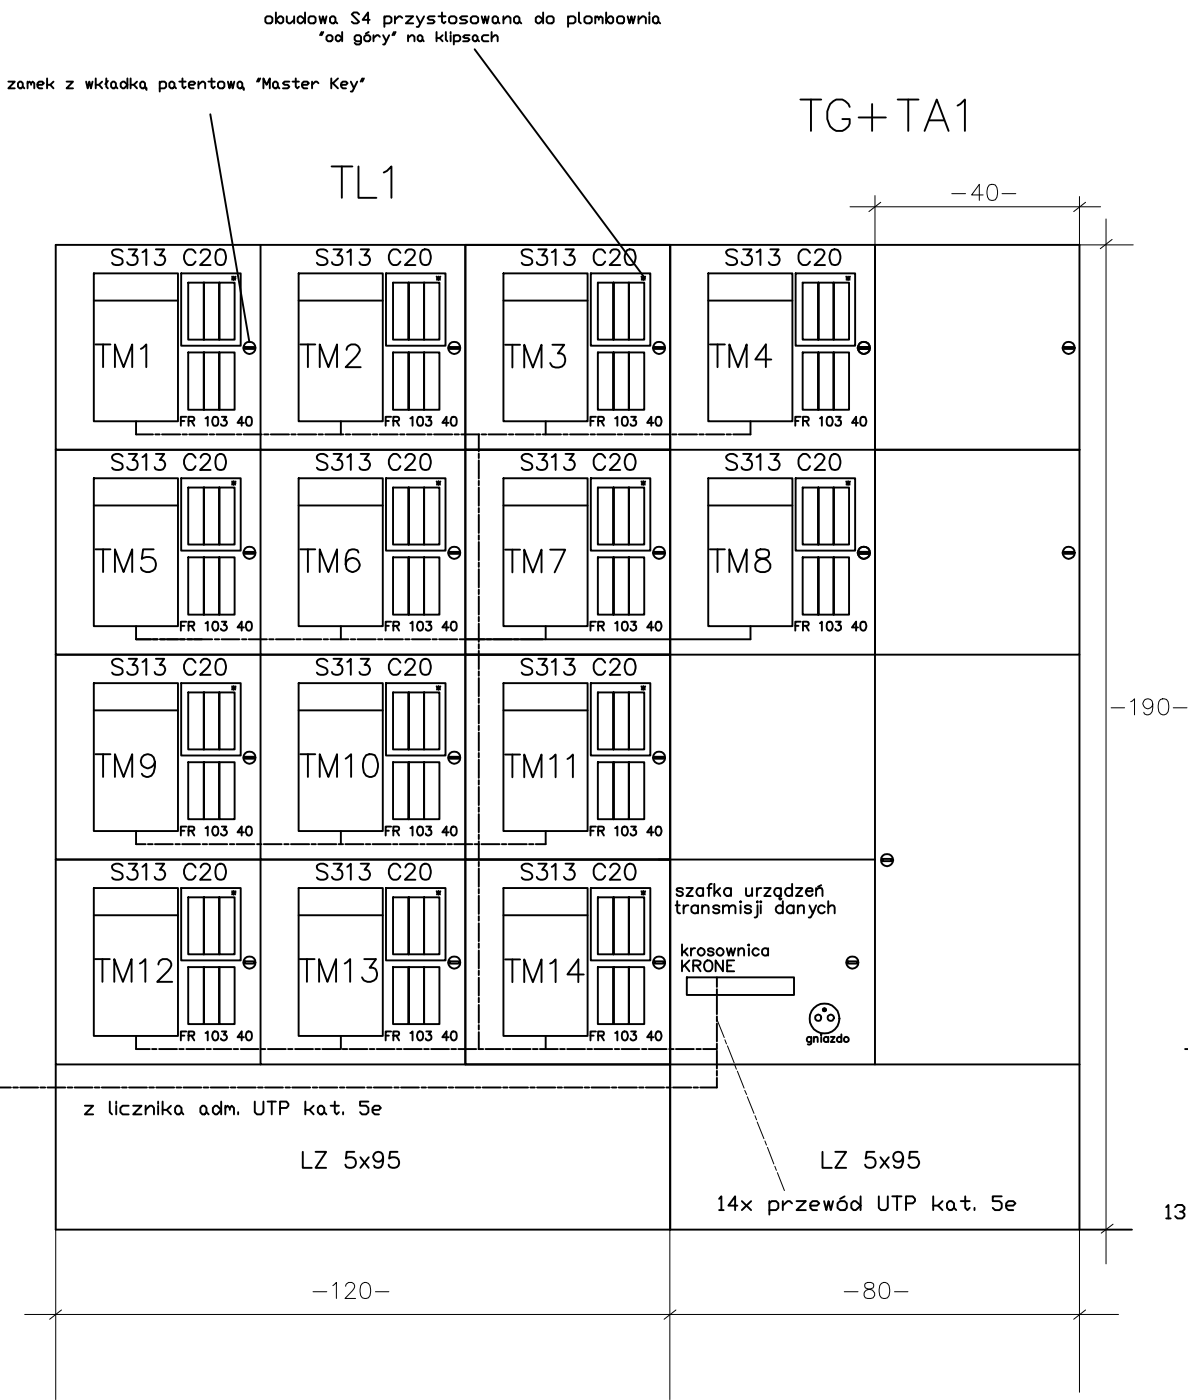 obudowa S4 przystosowana do plombownia
"od góry" na klipsach
zamek z wkładką patentową "Master Key"
TG+TA1
TL1
-40-
S313 C20
S313 C20
S313 C20
S313 C20
TM1
TM2
TM3
TM4
FR 103 40
FR 103 40
FR 103 40
FR 103 40
S313 C20
S313 C20
S313 C20
S313 C20
TM5
TM6
TM7
TM8
FR 103 40
FR 103 40
FR 103 40
FR 103 40
S313 C20
S313 C20
S313 C20
-190-
TM9
TM10
TM11
FR 103 40
FR 103 40
FR 103 40
S313 C20
S313 C20
S313 C20
szafka urządzeń
transmisji danych
krosownica
KRONE
TM12
TM13
TM14
FR 103 40
FR 103 40
FR 103 40
gniazdo
z licznika adm. UTP kat. 5e
LZ 5x95
LZ 5x95
14x przewód UTP kat. 5e
13
-120-
-80-